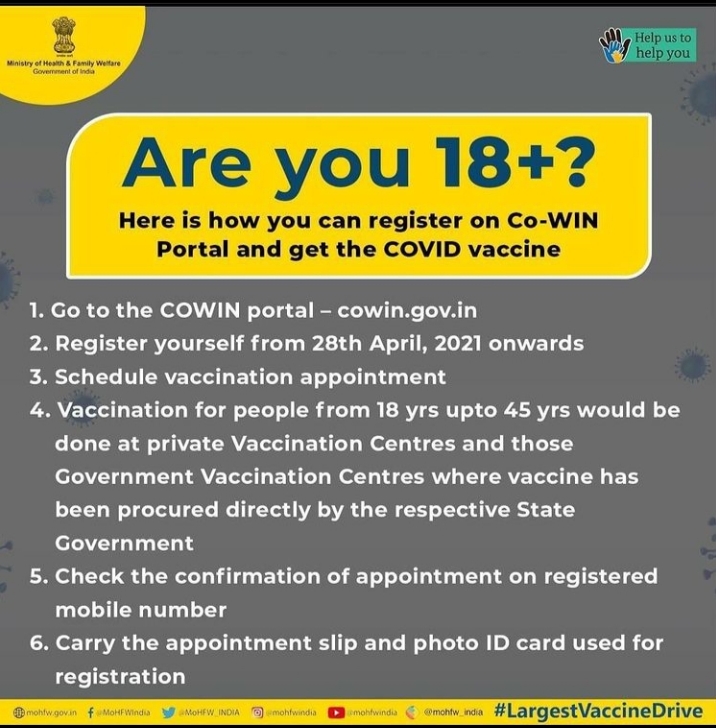 Ministry of Health & Family Welfare
Government of India
Help us to
help you
Are you 18+?
Here is how you can register on Co-WIN
Portal and get the COVID vaccine
1. Go to the COWIN portal – cowin.gov.in
2. Register yourself from 28th April, 2021 onwards
3. Schedule vaccination appointment
4. Vaccination for people from 18 yrs upto 45 yrs would be
done at private Vaccination Centres and those
Government Vaccination Centres where vaccine has
been procured directly by the respective State
Government
5. Check the confirmation of appointment on registered
mobile number
6. Carry the appointment slip and photo ID card used for
registration
mohfw.gov.in @MoHFWIndia @MoHFW_INDIA @mohfwindia @mohfwindia @mohfw_india #LargestVaccineDrive